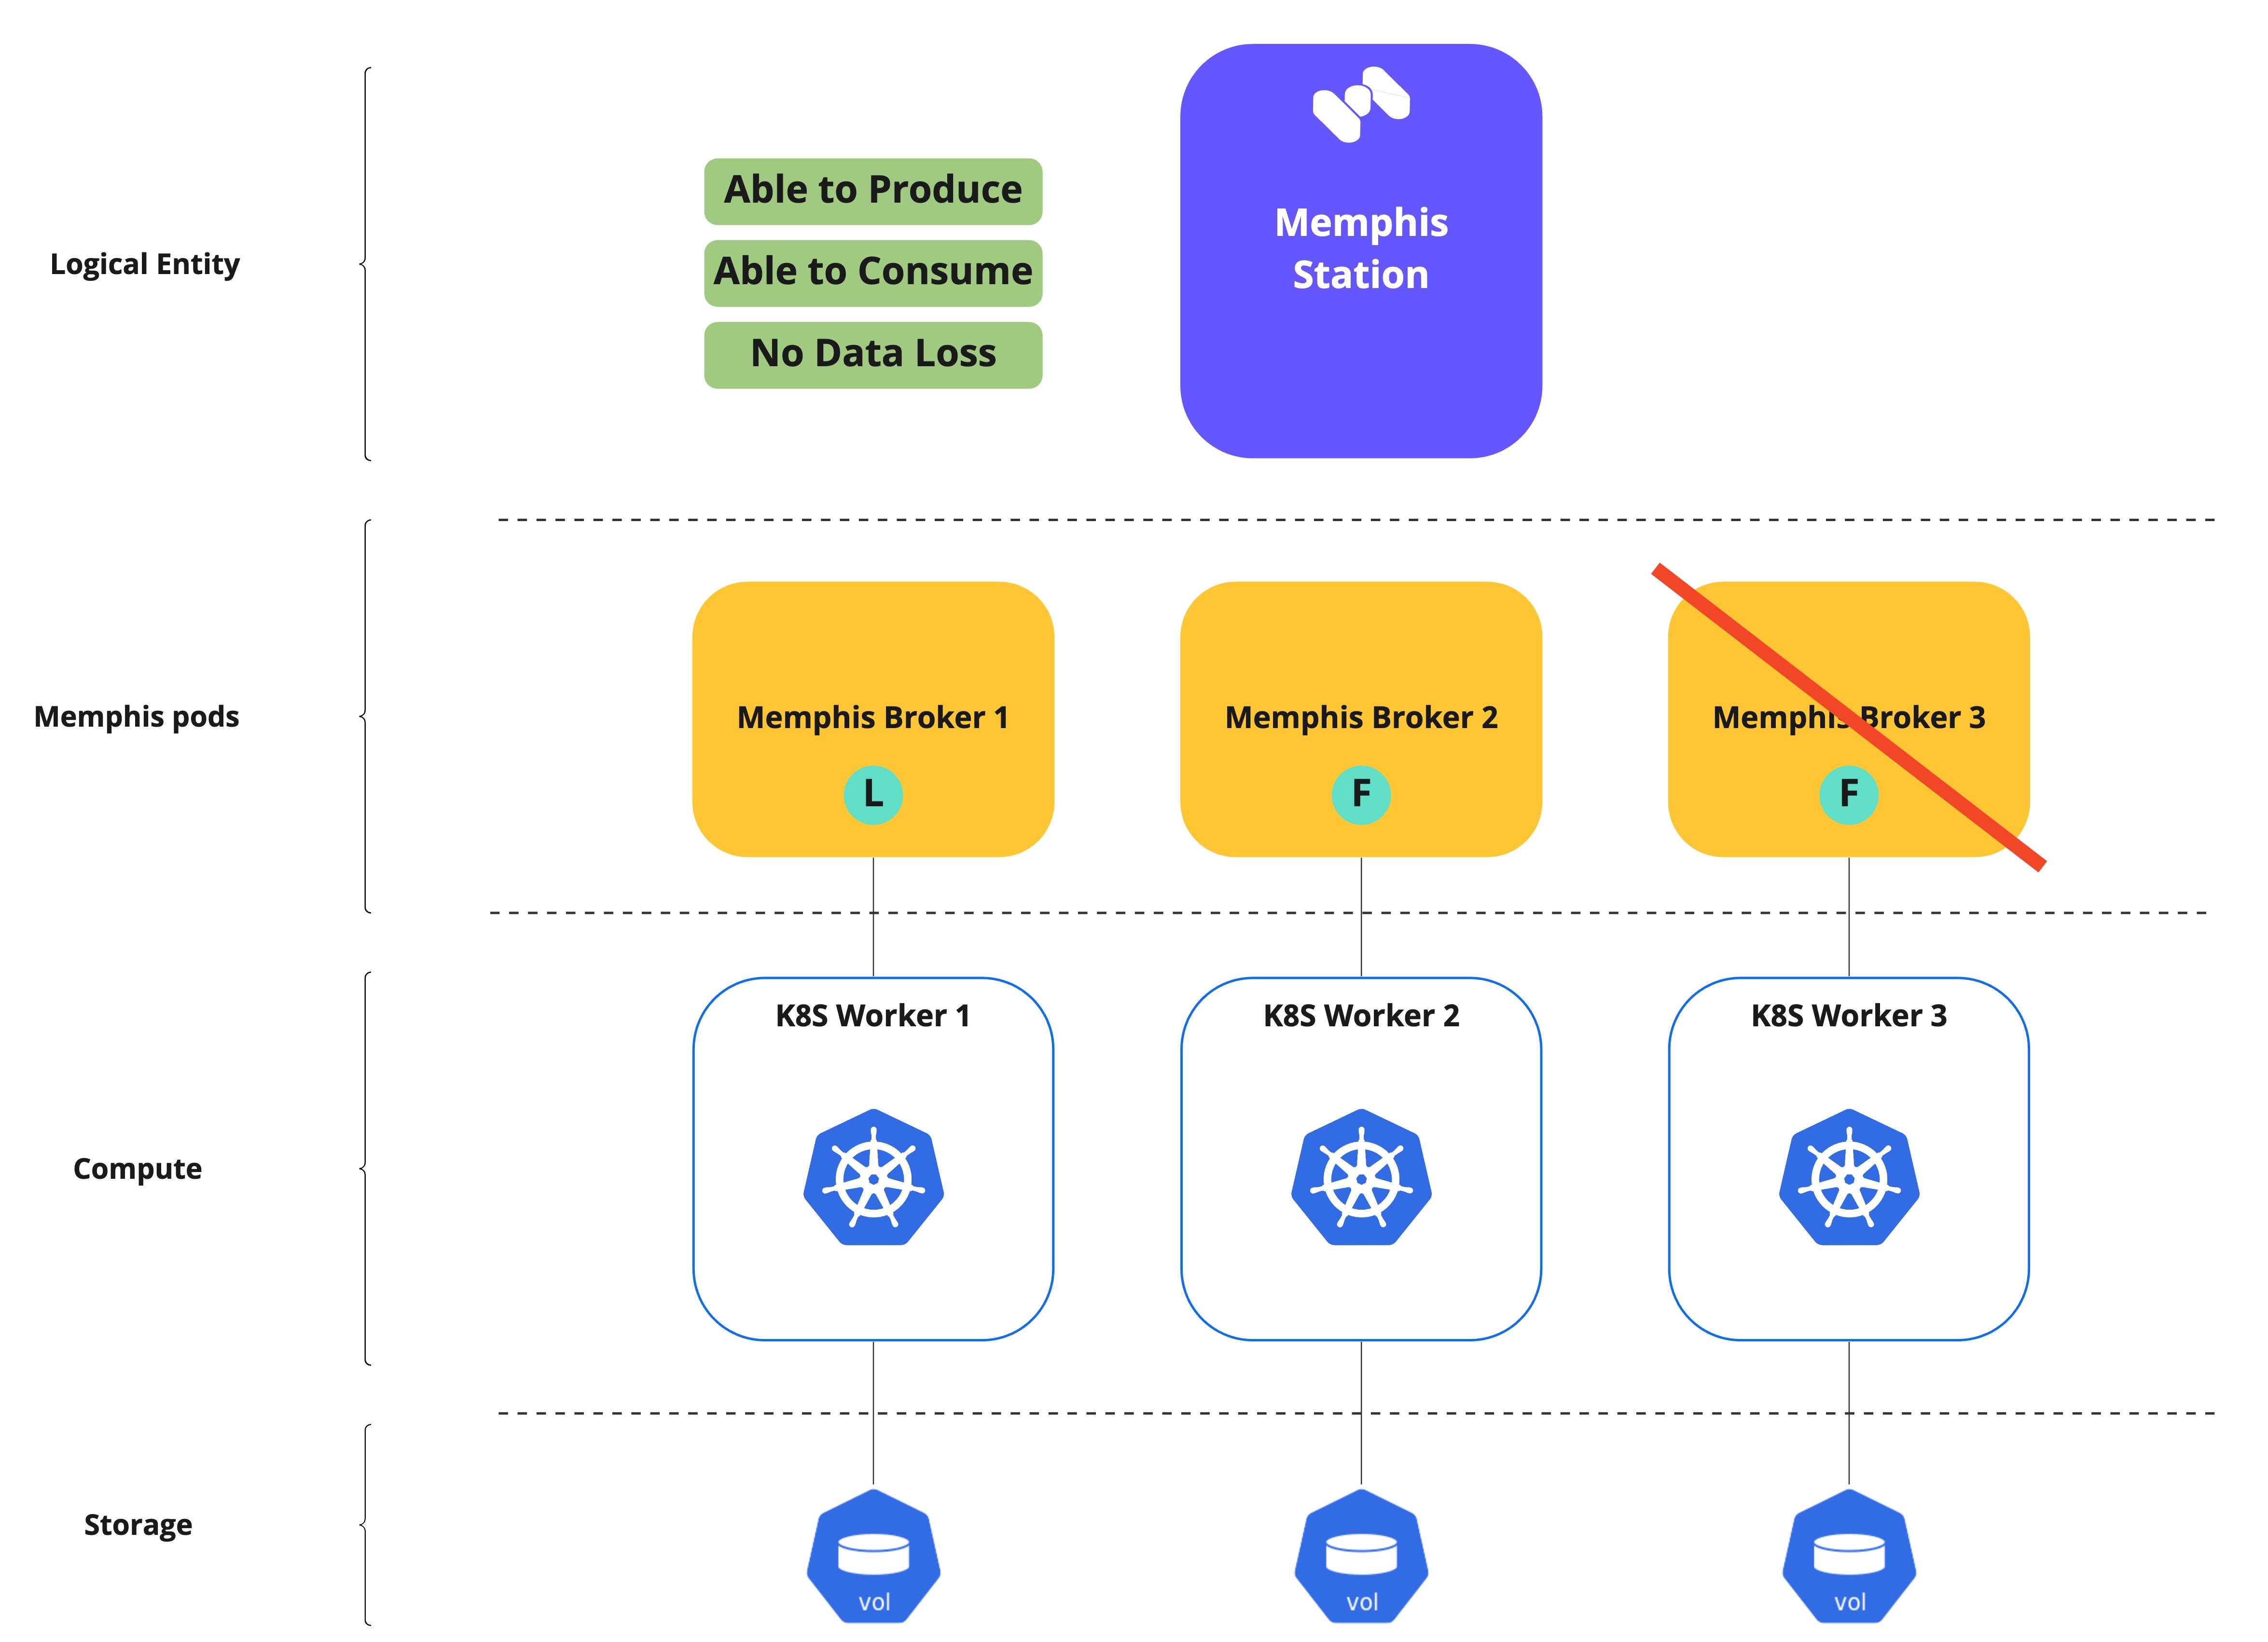 Logical Entity
Able to Produce
Able to Consume
No Data Loss
Memphis
Station
Memphis pods
Memphis Broker 1
L
Memphis Broker 2
F
Memphis Broker 3
F
Compute
K8S Worker 1
K8S Worker 2
K8S Worker 3
Storage
vol
vol
vol